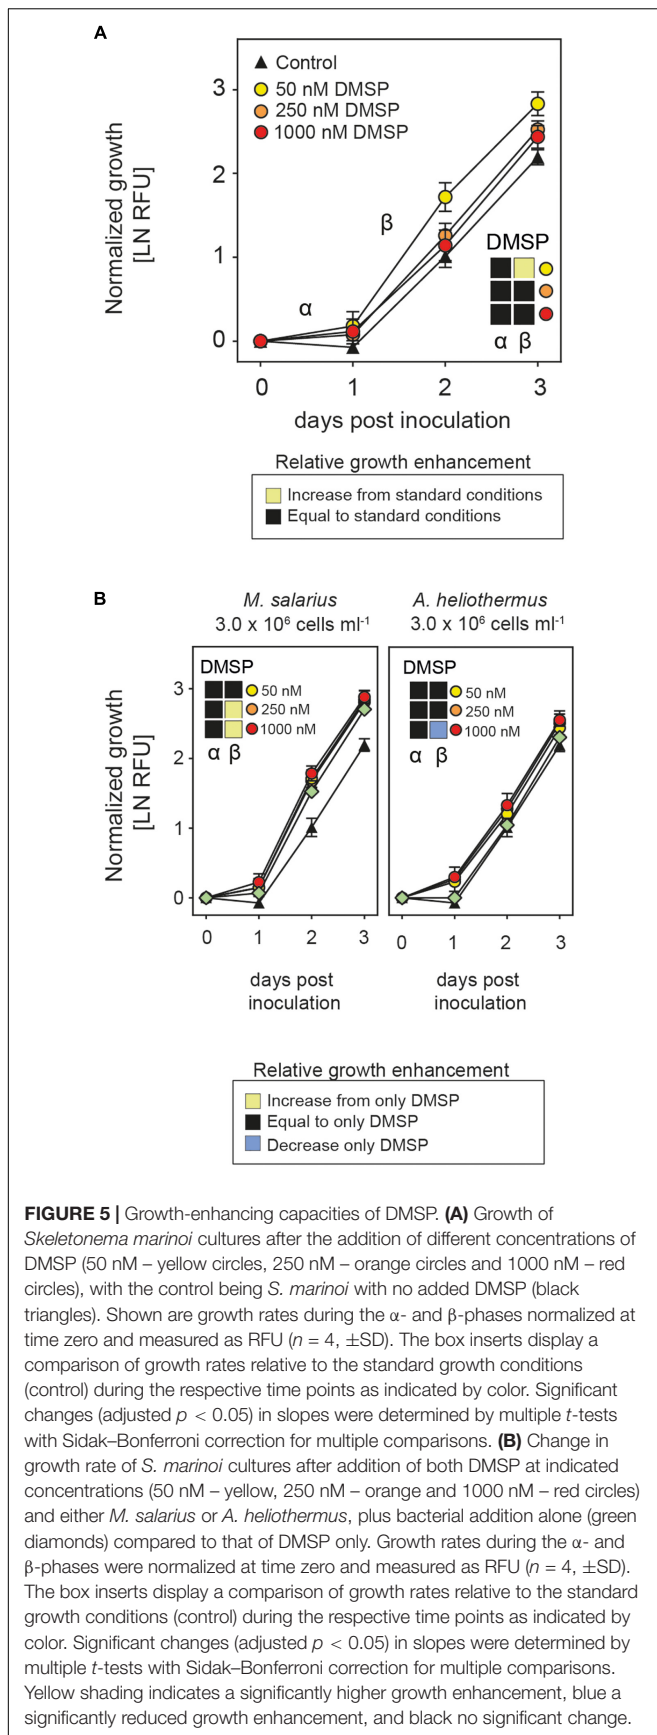 A
Control
50 nM DMSP
250 nM DMSP
1000 nM DMSP
3
2
1
0
Normalized growth
[LN RFU]
α
β
DMSP
α β
0 1 2 3
days post inoculation
Relative growth enhancement
Increase from standard conditions
Equal to standard conditions
B
M. salarius
3.0 x 10⁶ cells ml⁻¹
A. heliothermus
3.0 x 10⁶ cells ml⁻¹
Normalized growth
[LN RFU]
3
2
1
0
DMSP
50 nM
250 nM
1000 nM
α β
0 1 2 3
days post
inoculation
DMSP
50 nM
250 nM
1000 nM
α β
0 1 2 3
days post
inoculation
Relative growth enhancement
Increase from only DMSP
Equal to only DMSP
Decrease only DMSP
FIGURE 5 | Growth-enhancing capacities of DMSP. (A) Growth of
Skeletonema marinoi cultures after the addition of different concentrations of
DMSP (50 nM – yellow circles, 250 nM – orange circles and 1000 nM – red
circles), with the control being S. marinoi with no added DMSP (black
triangles). Shown are growth rates during the α- and β-phases normalized at
time zero and measured as RFU (n = 4, ±SD). The box inserts display a
comparison of growth rates relative to the standard growth conditions
(control) during the respective time points as indicated by color. Significant
changes (adjusted p < 0.05) in slopes were determined by multiple t-tests
with Sidak–Bonferroni correction for multiple comparisons. (B) Change in
growth rate of S. marinoi cultures after addition of both DMSP at indicated
concentrations (50 nM – yellow, 250 nM – orange and 1000 nM – red circles)
and either M. salarius or A. heliothermus, plus bacterial addition alone (green
diamonds) compared to that of DMSP only. Growth rates during the α- and
β-phases were normalized at time zero and measured as RFU (n = 4, ±SD).
The box inserts display a comparison of growth rates relative to the standard
growth conditions (control) during the respective time points as indicated by
color. Significant changes (adjusted p < 0.05) in slopes were determined by
multiple t-tests with Sidak–Bonferroni correction for multiple comparisons.
Yellow shading indicates a significantly higher growth enhancement, blue a
significantly reduced growth enhancement, and black no significant change.